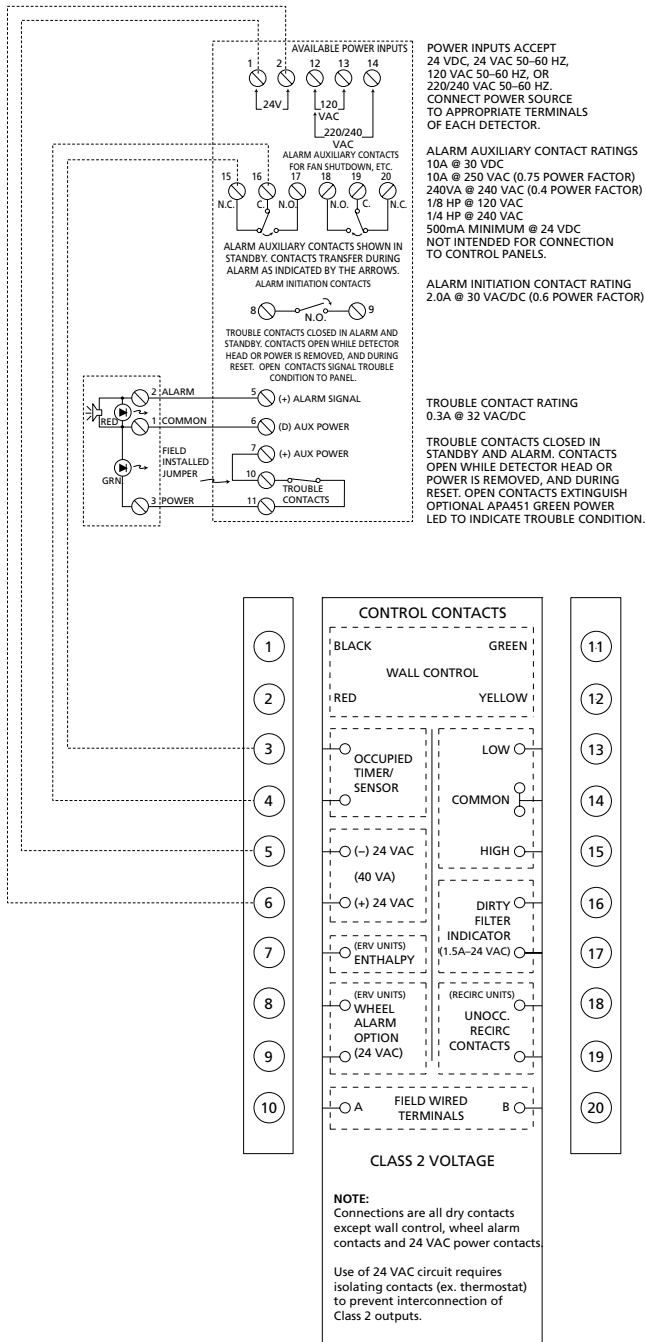 AVAILABLE POWER INPUTS
1 2 12 13 14
24V
120
VAC
220/240
VAC
ALARM AUXILIARY CONTACTS
FOR FAN SHUTDOWN, ETC.
15 16 17 18 19 20
N.C. C. N.O. N.O. C. N.C.
ALARM AUXILIARY CONTACTS SHOWN IN
STANDBY. CONTACTS TRANSFER DURING
ALARM AS INDICATED BY THE ARROWS.
ALARM INITIATION CONTACTS
8 9
N.O.
TROUBLE CONTACTS CLOSED IN ALARM AND
STANDBY. CONTACTS OPEN WHILE DETECTOR
HEAD OR POWER IS REMOVED, AND DURING
RESET. OPEN CONTACTS SIGNAL TROUBLE
CONDITION TO PANEL.
2 ALARM 5 (+) ALARM SIGNAL
RED
1 COMMON 6 (D) AUX POWER
7 (+) AUX POWER
FIELD
INSTALLED
JUMPER
GRN.
10
TROUBLE
CONTACTS
3 POWER 11
POWER INPUTS ACCEPT
24 VDC, 24 VAC 50–60 HZ,
120 VAC 50–60 HZ, OR
220/240 VAC 50–60 HZ.
CONNECT POWER SOURCE
TO APPROPRIATE TERMINALS
OF EACH DETECTOR.
ALARM AUXILIARY CONTACT RATINGS
10A @ 30 VDC
10A @ 250 VAC (0.75 POWER FACTOR)
240VA @ 240 VAC (0.4 POWER FACTOR)
1/8 HP @ 120 VAC
1/4 HP @ 240 VAC
500mA MINIMUM @ 24 VDC
NOT INTENDED FOR CONNECTION
TO CONTROL PANELS.
ALARM INITIATION CONTACT RATING
2.0A @ 30 VAC/DC (0.6 POWER FACTOR)
TROUBLE CONTACT RATING
0.3A @ 32 VAC/DC
TROUBLE CONTACTS CLOSED IN
STANDBY AND ALARM. CONTACTS
OPEN WHILE DETECTOR HEAD OR
POWER IS REMOVED, AND DURING
RESET. OPEN CONTACTS EXTINGUISH
OPTIONAL APA451 GREEN POWER
LED TO INDICATE TROUBLE CONDITION.
1
2
3
4
5
6
7
8
9
10
CONTROL CONTACTS
BLACK GREEN
WALL CONTROL
RED YELLOW
OCCUPIED
TIMER/
SENSOR
(–) 24 VAC
(40 VA)
(+) 24 VAC
(ERV UNITS)
ENTHALPY
(ERV UNITS)
WHEEL
ALARM
OPTION
(24 VAC)
LOW
COMMON
HIGH
DIRTY
FILTER
INDICATOR
(1.5A–24 VAC)
(RECIRC UNITS)
UNOCC.
RECIRC
CONTACTS
A FIELD WIRED B
TERMINALS
CLASS 2 VOLTAGE
NOTE:
Connections are all dry contacts
except wall control, wheel alarm
contacts and 24 VAC power contacts.
Use of 24 VAC circuit requires
isolating contacts (ex. thermostat)
to prevent interconnection of
Class 2 outputs.
11
12
13
14
15
16
17
18
19
20